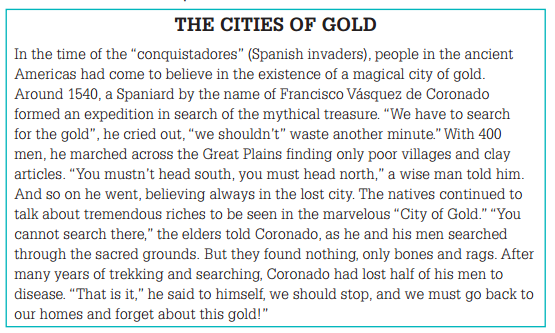 THE CITIES OF GOLD
In the time of the “conquistadores” (Spanish invaders), people in the ancient
Americas had come to believe in the existence of a magical city of gold.
Around 1540, a Spaniard by the name of Francisco Vásquez de Coronado
formed an expedition in search of the mythical treasure. “We have to search
for the gold”, he cried out, “we shouldn’t” waste another minute.” With 400
men, he marched across the Great Plains finding only poor villages and clay
articles. “You mustn’t head south, you must head north,” a wise man told him.
And so on he went, believing always in the lost city. The natives continued to
talk about tremendous riches to be seen in the marvelous “City of Gold.” “You
cannot search there,” the elders told Coronado, as he and his men searched
through the sacred grounds. But they found nothing, only bones and rags. After
many years of trekking and searching, Coronado had lost half of his men to
disease. “That is it,” he said to himself, we should stop, and we must go back to
our homes and forget about this gold!”